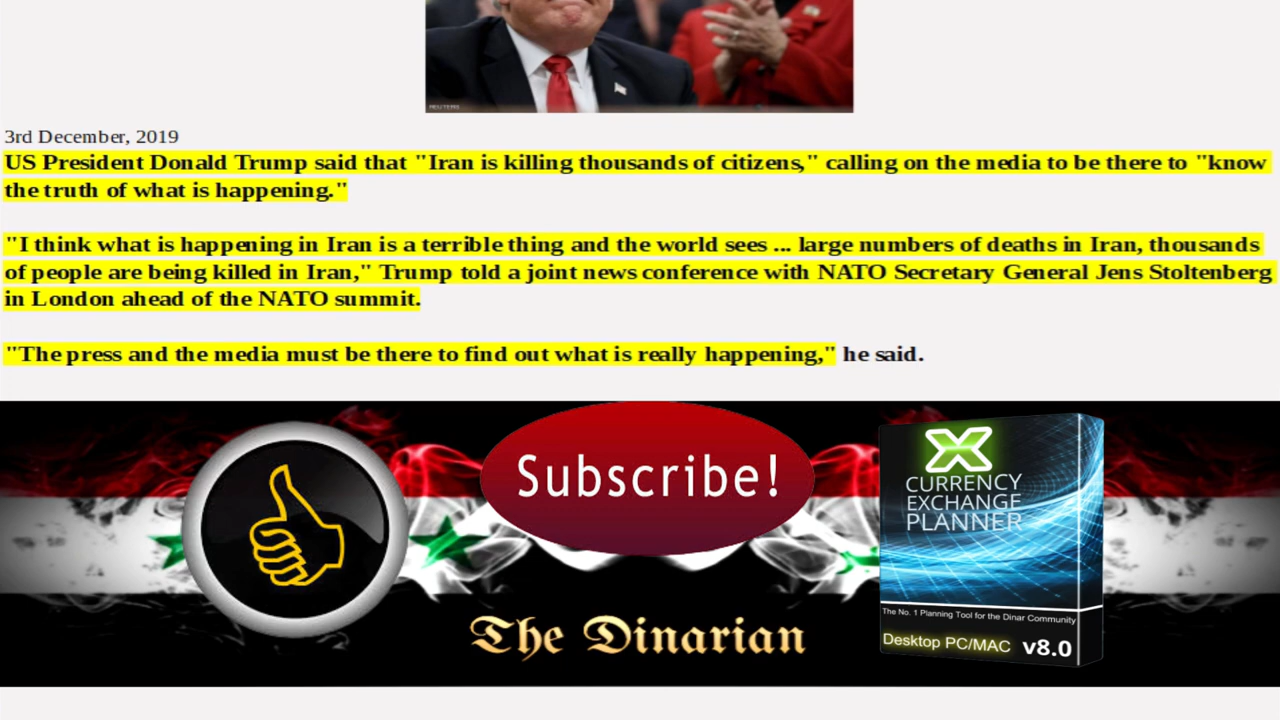 REUTERS
3rd December, 2019
US President Donald Trump said that "Iran is killing thousands of citizens," calling on the media to be there to "know
the truth of what is happening."
"I think what is happening in Iran is a terrible thing and the world sees ... large numbers of deaths in Iran, thousands
of people are being killed in Iran," Trump told a joint news conference with NATO Secretary General Jens Stoltenberg
in London ahead of the NATO summit.
"The press and the media must be there to find out what is really happening," he said.
Subscribe!
The Dinarian
X
CURRENCY
EXCHANGE
PLANNER
The No. 1 Planning Tool for the Dinar Community
Desktop PC/MAC v8.0